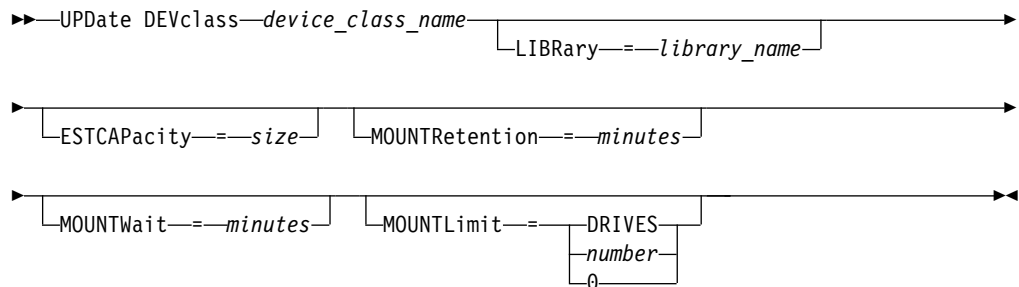 UPDate DEVclass device_class_name
LIBRary = library_name
ESTCAPacity = size MOUNTRetention = minutes
MOUNTWait = minutes MOUNTLimit = DRIVES
number
0